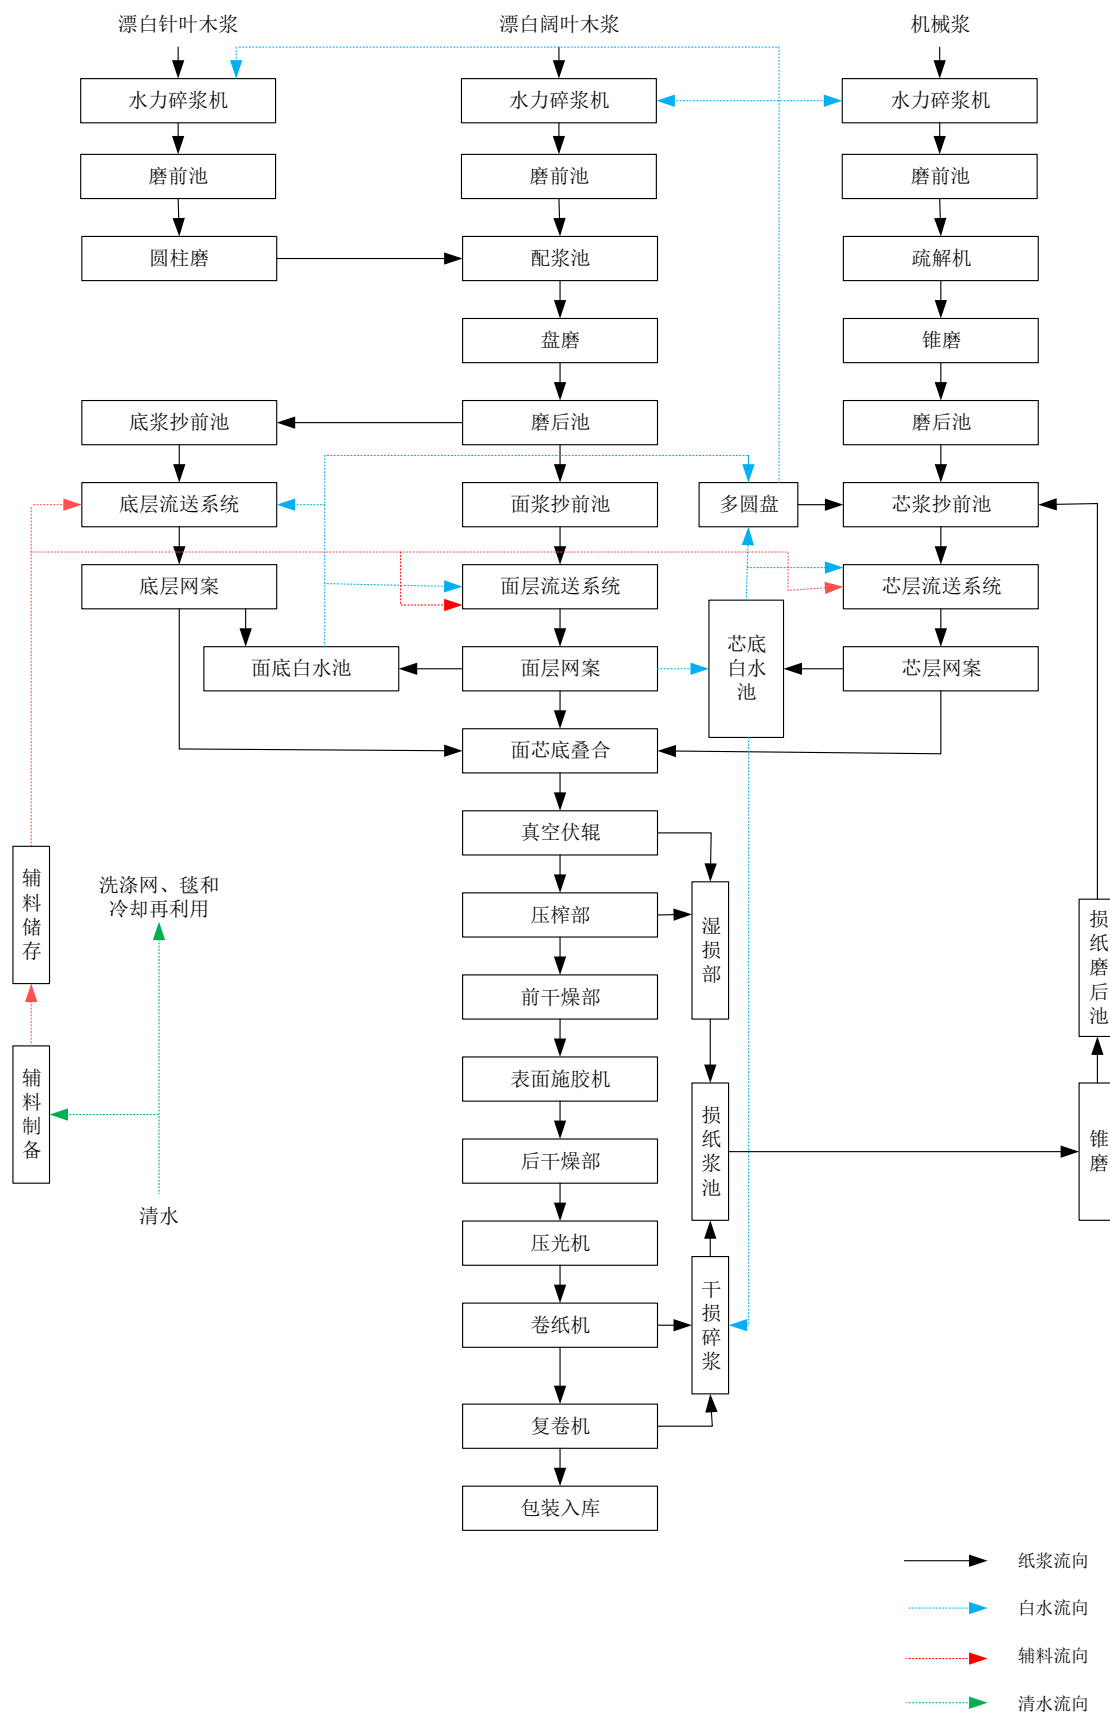 漂白针叶木浆
漂白阔叶木浆
机械浆
水力碎浆机
水力碎浆机
水力碎浆机
磨前池
磨前池
磨前池
圆柱磨
配浆池
疏解机
盘磨
锥磨
底浆抄前池
磨后池
磨后池
底层流送系统
面浆抄前池
多圆盘
芯浆抄前池
底层网案
面层流送系统
芯层流送系统
面底白水池
面层网案
芯底
白水
池
芯层网案
面芯底叠合
真空伏辊
辅料储存
洗涤网、毯和
冷却再利用
压榨部
湿损部
损纸磨后池
前干燥部
辅料制备
表面施胶机
损纸浆池
锥磨
后干燥部
清水
压光机
干损碎浆
卷纸机
复卷机
包装入库
纸浆流向
白水流向
辅料流向
清水流向